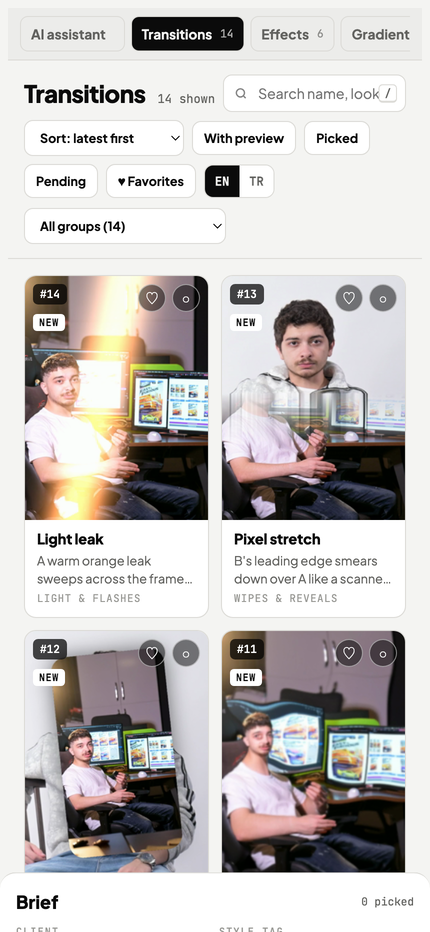 AI assistant Transitions 14 Effects 6 Gradient
Transitions 14 shown Search name, look /
Sort: latest first With preview Picked
Pending ♥ Favorites EN TR
All groups (14)
#14 ♡ ○ #13 ♡ ○
NEW NEW
Light leak
A warm orange leak
sweeps across the frame…
LIGHT & FLASHES
Pixel stretch
B's leading edge smears
down over A like a scanne…
WIPES & REVEALS
#12 ♡ ○ #11 ♡ ○
NEW NEW
Brief 0 picked
CLIENT STYLE TAG